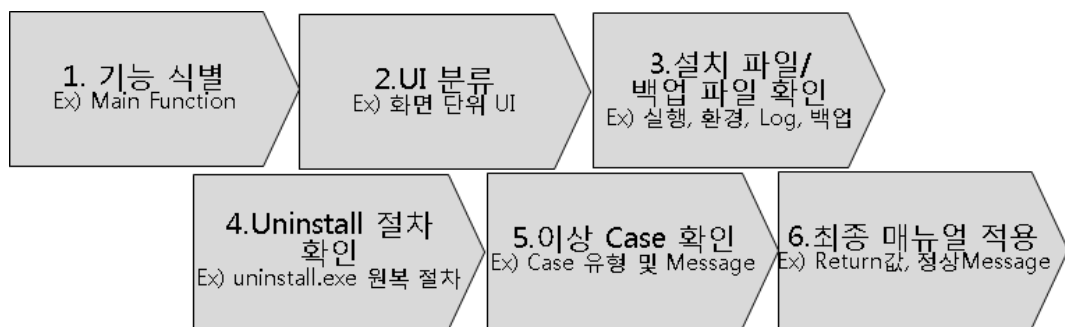 1. 기능 식별
Ex) Main Function
2.UI 분류
Ex) 화면 단위 UI
3.설치 파일/
백업 파일 확인
Ex) 실행, 환경, Log, 백업
4.Uninstall 절차
확인
Ex) uninstall.exe 원복 절차
5.이상 Case 확인
Ex) Case 유형 및 Message
6.최종 매뉴얼 적용
Ex) Return값, 정상Message